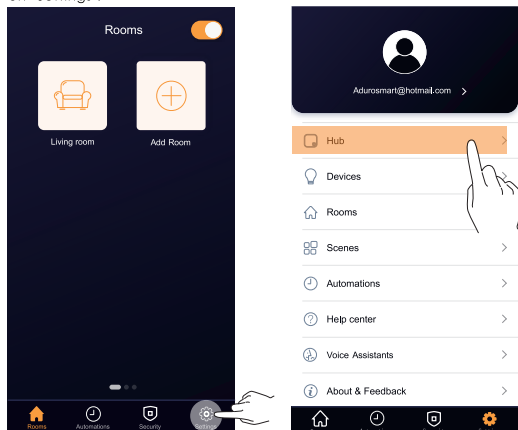 Rooms
Living room
Add Room
Rooms
Automations
Security
Settings
Adurosmart@hotmail.com
Hub
Devices
Rooms
Scenes
Automations
Help center
Voice Assistants
About & Feedback